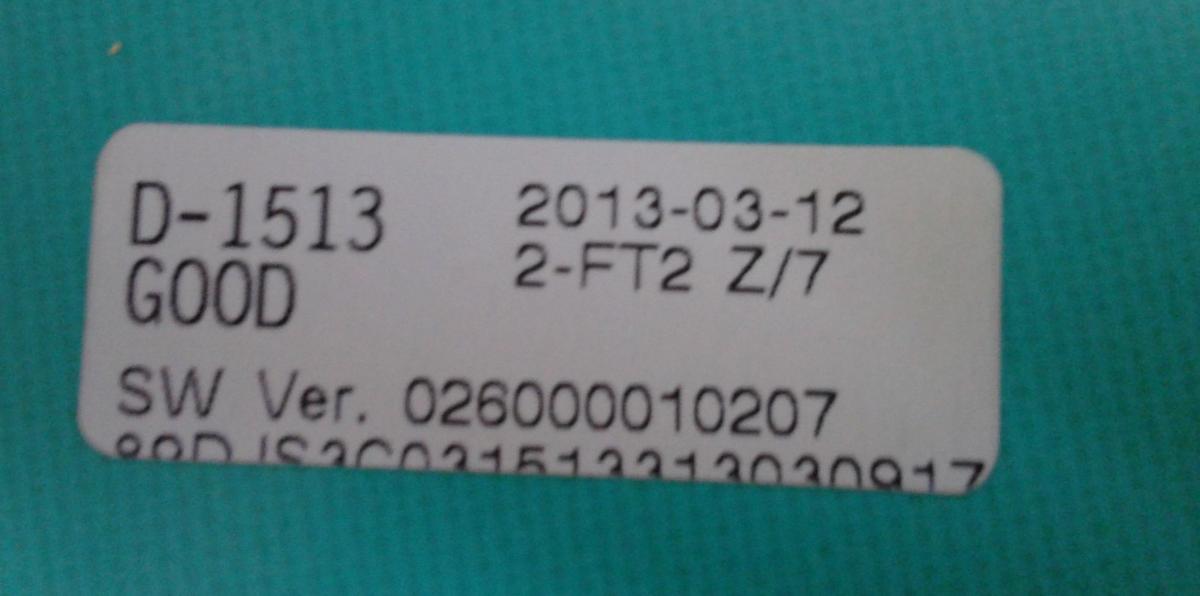 D-1513 2013-03-12
GOOD 2-FT2 Z/7
SW Ver. 026000010207